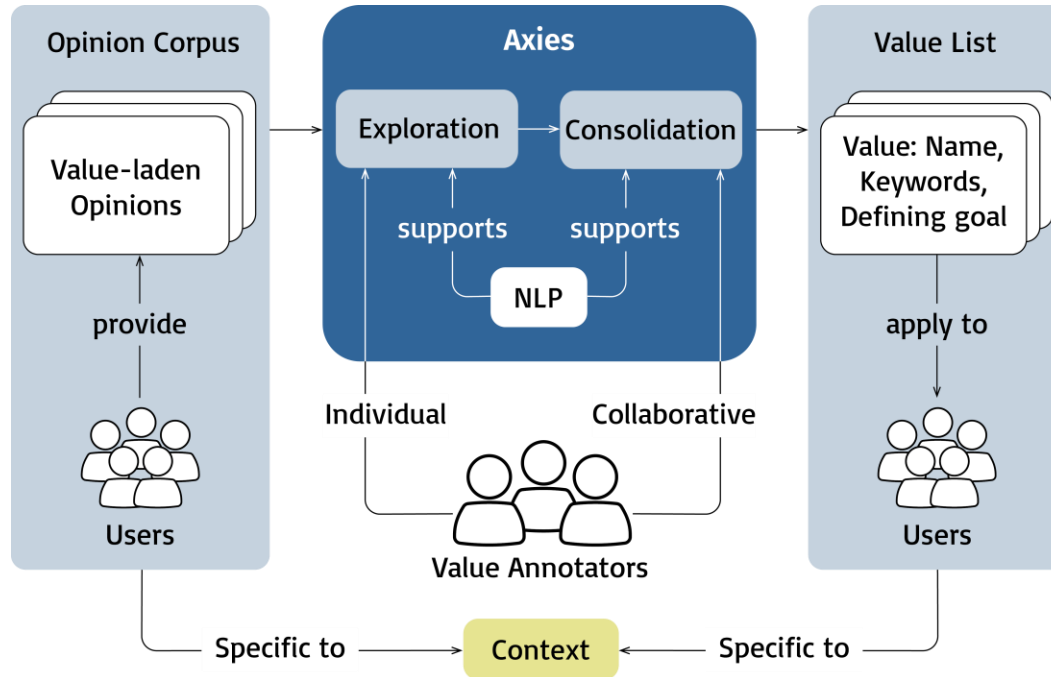 Opinion Corpus
Value-laden
Opinions
provide
Users
Axies
Exploration
Consolidation
supports
supports
NLP
Individual
Collaborative
Value Annotators
Value List
Value: Name,
Keywords,
Defining goal
apply to
Users
Specific to
Context
Specific to